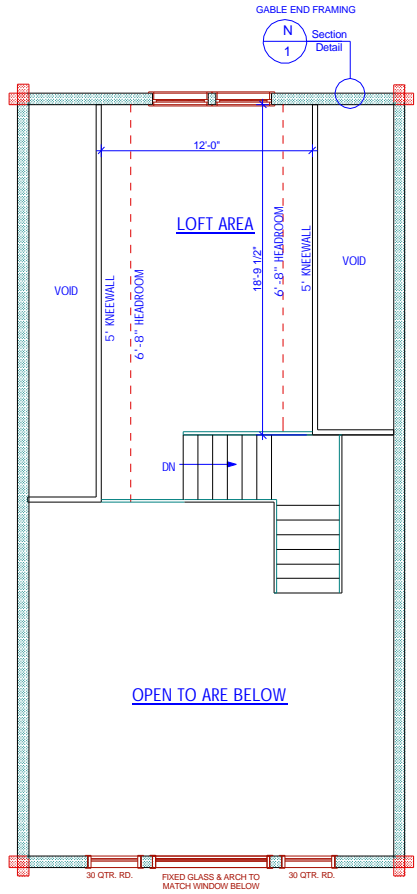 GABLE END FRAMING
N
1
Section
Detail
12'-0"
LOFT AREA
18'-9 1/2"
6'-8" HEADROOM
5' KNEEWALL
VOID
VOID
5' KNEEWALL
6'-8" HEADROOM
DN
OPEN TO ARE BELOW
30 QTR. RD.
FIXED GLASS & ARCH TO
MATCH WINDOW BELOW
30 QTR. RD.